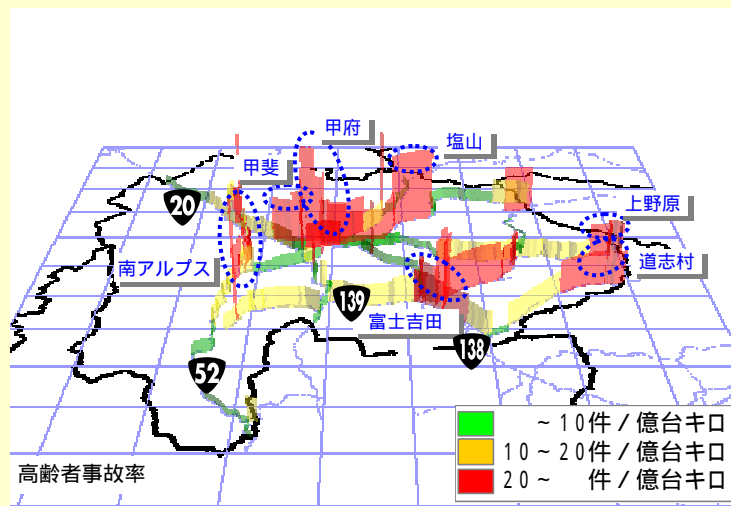 甲府
塩山
甲斐
上野原
20
南アルプス
道志村
139
富士吉田
138
52
~10件/億台キロ
10~20件/億台キロ
20~ 件/億台キロ
高齢者事故率